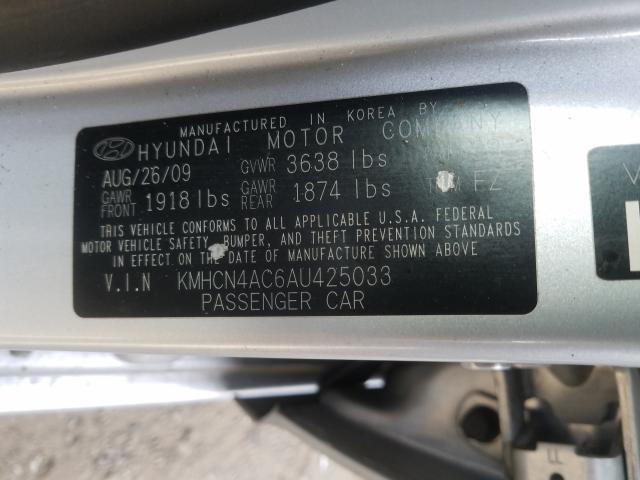 MANUFACTURED IN KOREA BY
HYUNDAI MOTOR COMPANY
AUG/26/09 GVWR 3638 lbs
GAWR FRONT 1918 lbs GAWR REAR 1874 lbs EZ
THIS VEHICLE CONFORMS TO ALL APPLICABLE U.S.A. FEDERAL
MOTOR VEHICLE SAFETY, BUMPER, AND THEFT PREVENTION STANDARDS
IN EFFECT ON THE DATE OF MANUFACTURE SHOWN ABOVE
V.I.N KMHCN4AC6AU425033
PASSENGER CAR